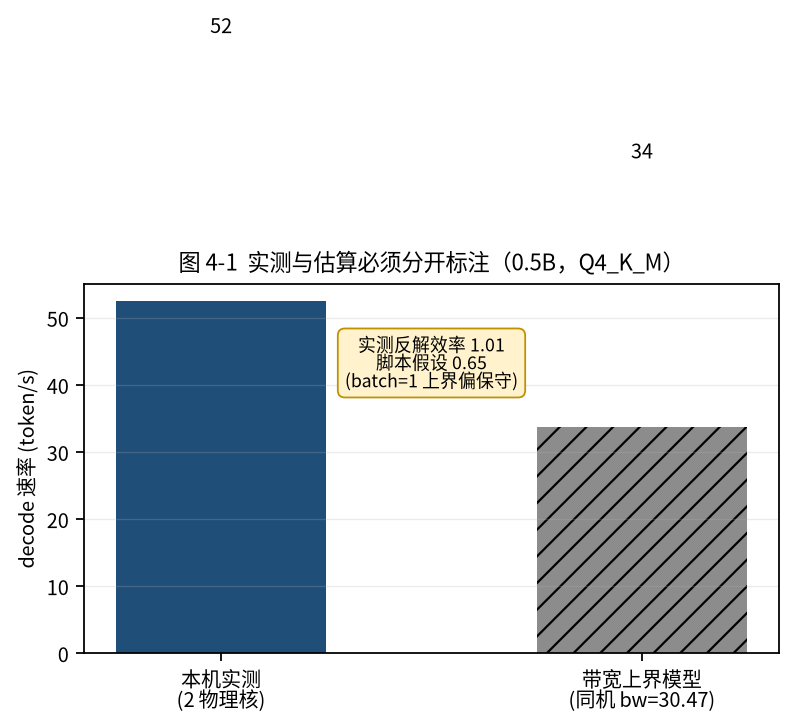 52
34
图 4-1 实测与估算必须分开标注（0.5B，Q4_K_M）
decode 速率 (token/s)
50
40
30
20
10
0
实测反解效率 1.01
脚本假设 0.65
(batch=1 上界偏保守)
本机实测
(2 物理核)
带宽上界模型
(同机 bw=30.47)